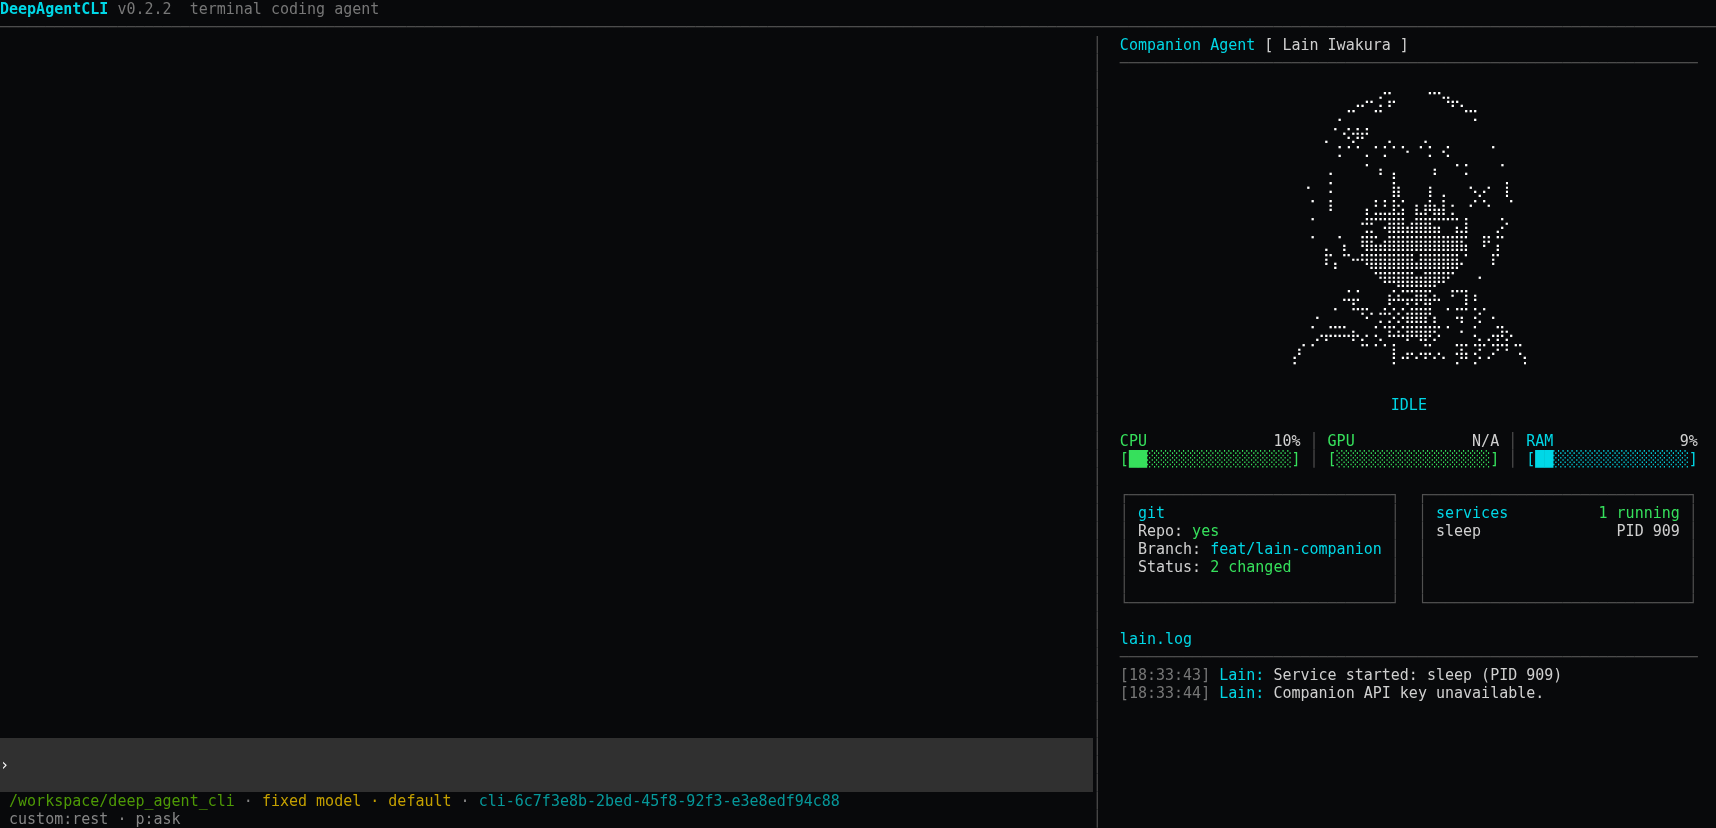 DeepAgentCLI v0.2.2  terminal coding agent
Companion Agent [ Lain Iwakura ]
IDLE
CPU 10% GPU N/A RAM 9%
git
Repo: yes
Branch: feat/lain-companion
Status: 2 changed
services 1 running
sleep PID 909
lain.log
[18:33:43] Lain: Service started: sleep (PID 909)
[18:33:44] Lain: Companion API key unavailable.
›
/workspace/deep_agent_cli · fixed model · default · cli-6c7f3e8b-2bed-45f8-92f3-e3e8edf94c88
custom:rest · p:ask